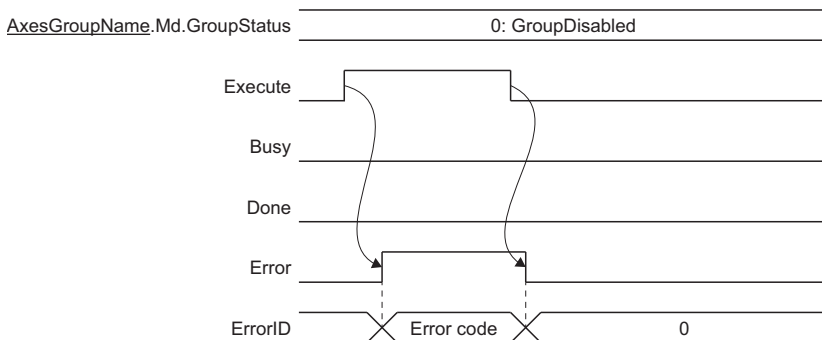 AxesGroupName.Md.GroupStatus 0: GroupDisabled
Execute
Busy
Done
Error
ErrorID Error code 0